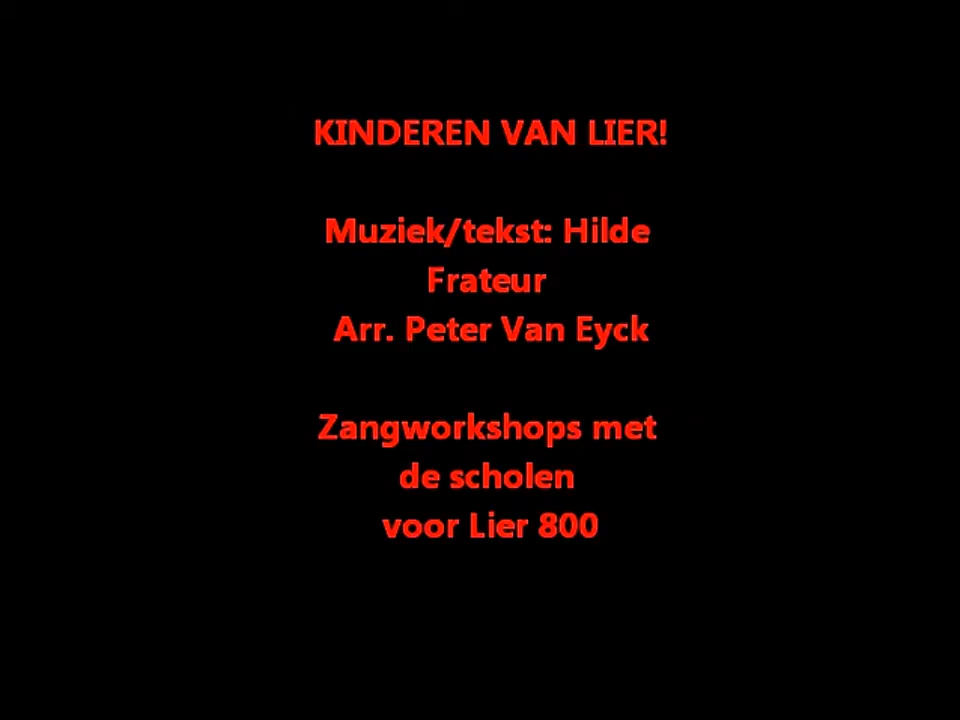 KINDEREN VAN LIER!
Muziek/tekst: Hilde
Frateur
Arr. Peter Van Eyck
Zangworkshops met
de scholen
voor Lier 800